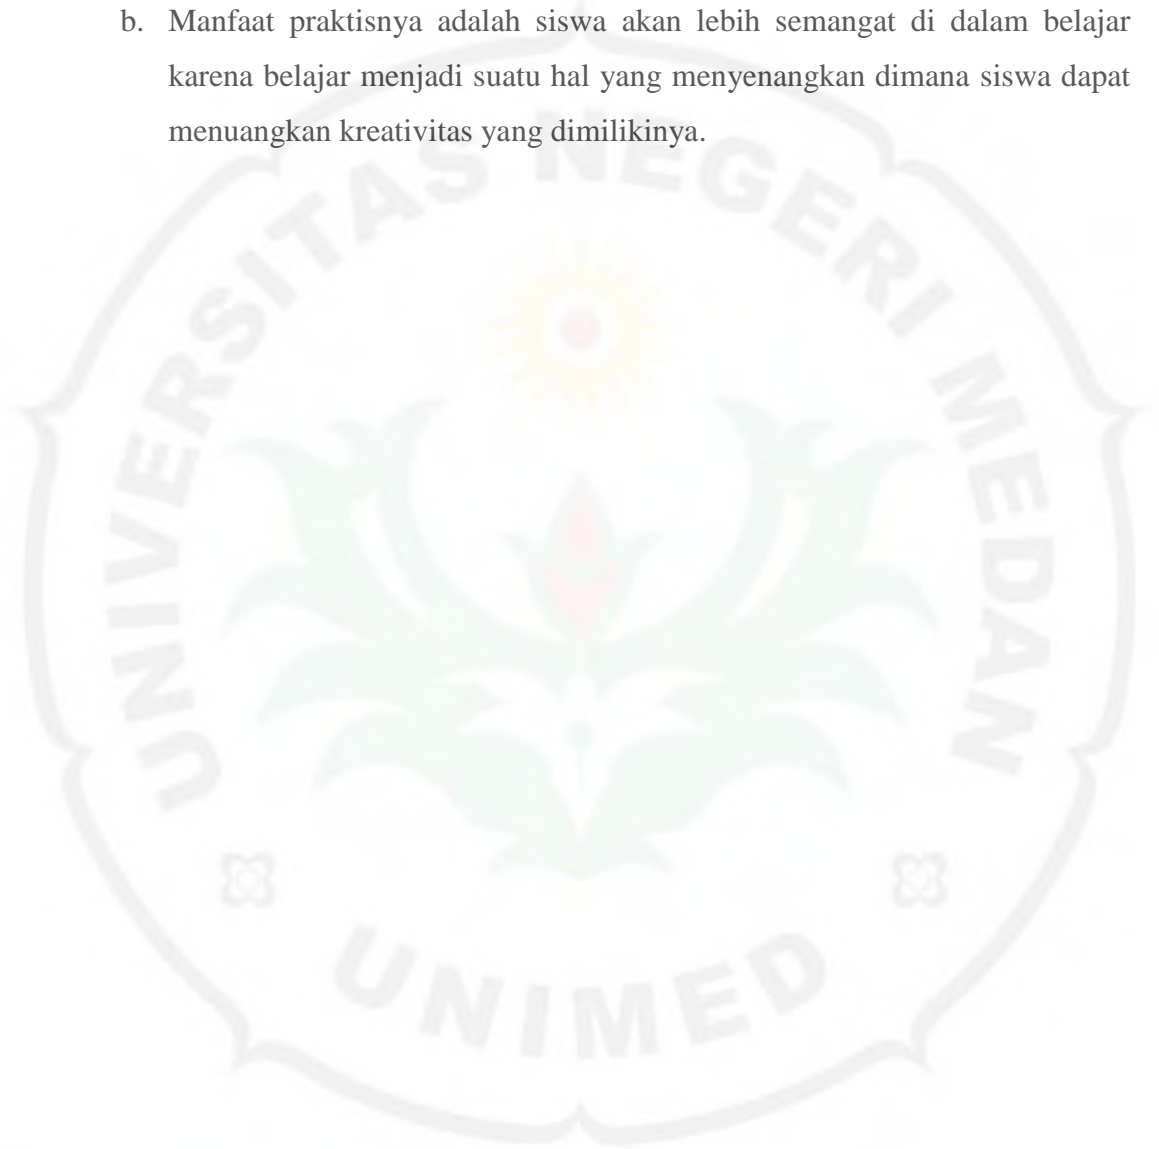 b. Manfaat praktisnya adalah siswa akan lebih semangat di dalam belajar
karena belajar menjadi suatu hal yang menyenangkan dimana siswa dapat
menuangkan kreativitas yang dimilikinya.
UNIVERSITAS NEGERI MEDAN
UNIMED